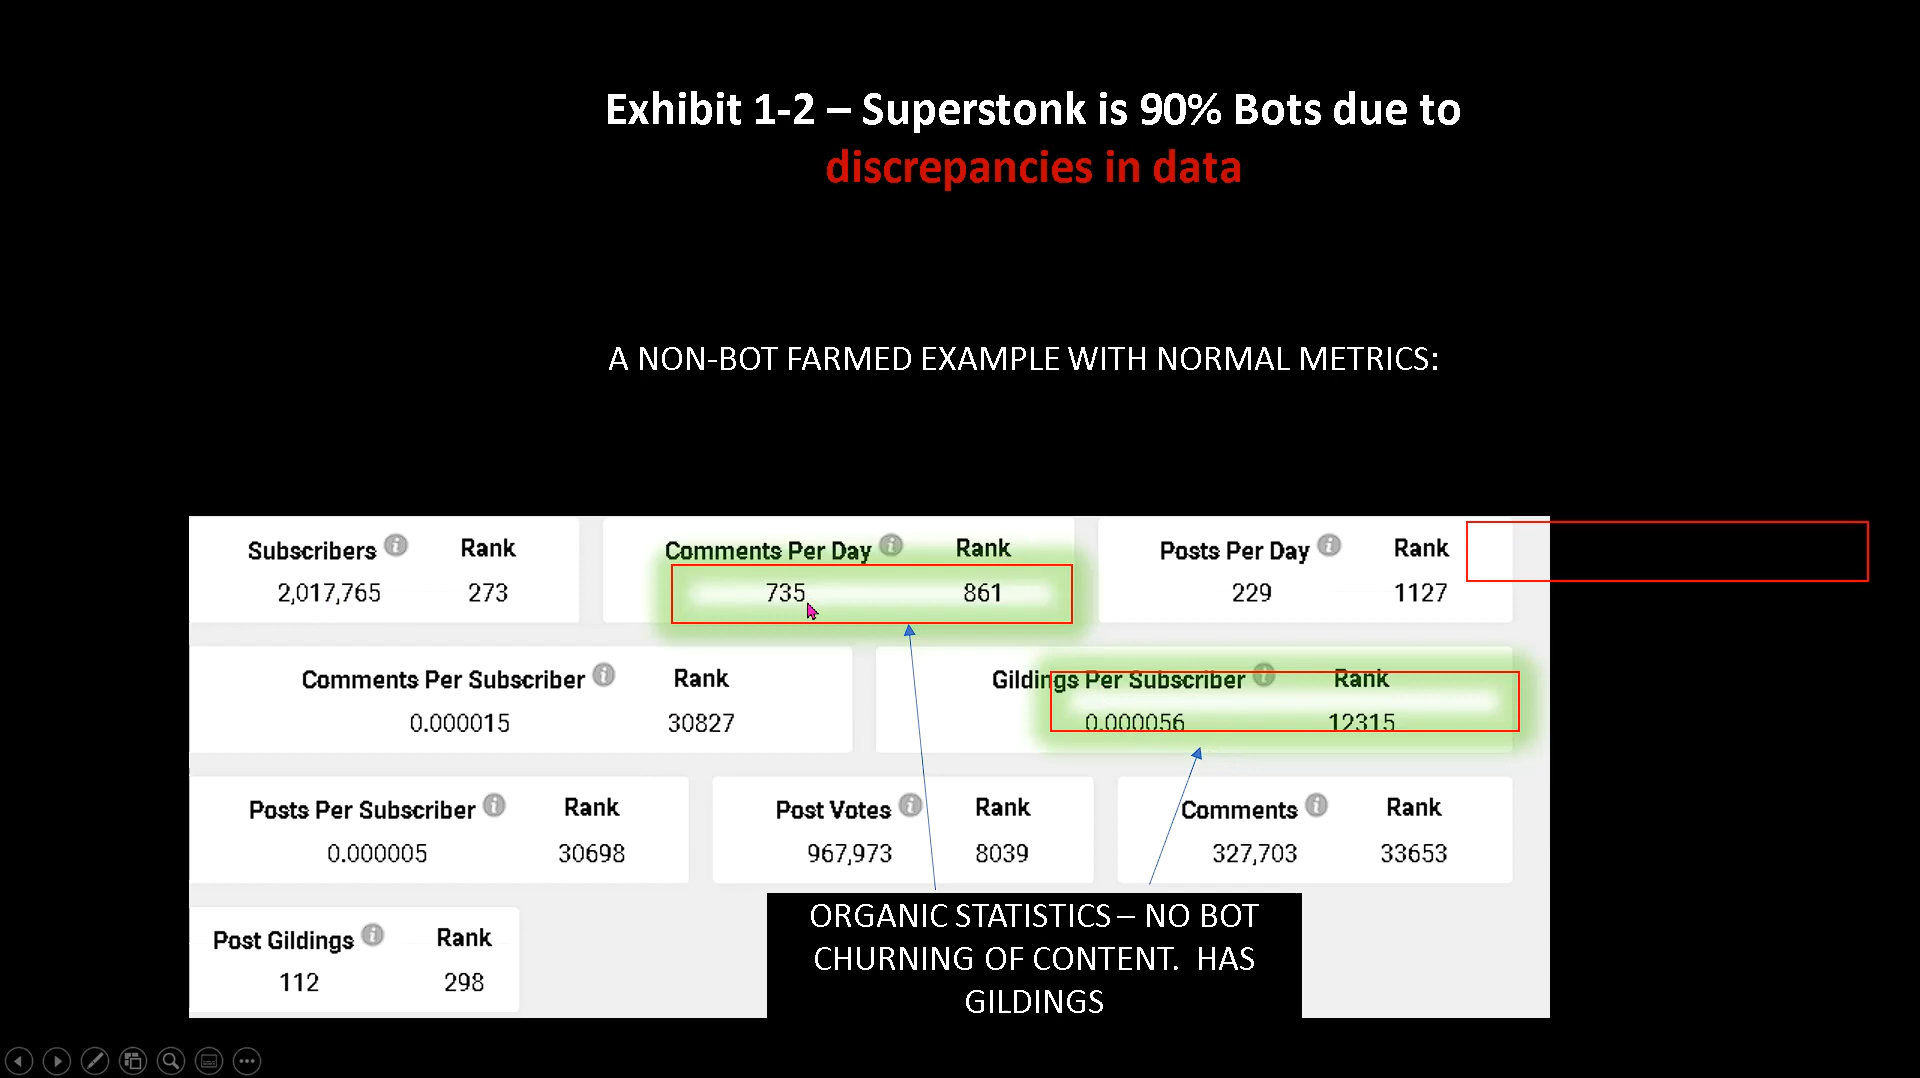 Exhibit 1-2 – Superstonk is 90% Bots due to
discrepancies in data
A NON-BOT FARMED EXAMPLE WITH NORMAL METRICS:
Subscribers Rank
2,017,765 273
Comments Per Day Rank
735 861
Posts Per Day Rank
229 1127
Comments Per Subscriber Rank
0.000015 30827
Gildings Per Subscriber Rank
0.000056 12315
Posts Per Subscriber Rank
0.000005 30698
Post Votes Rank
967,973 8039
Comments Rank
327,703 33653
Post Gildings Rank
112 298
ORGANIC STATISTICS – NO BOT
CHURNING OF CONTENT. HAS
GILDINGS